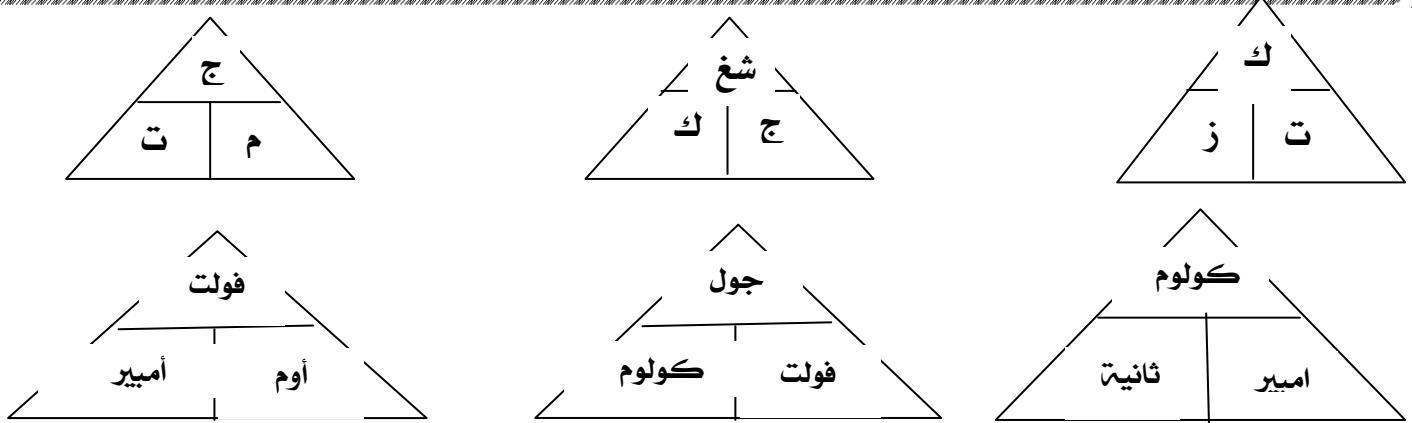 ك
ت ز
شغ
ج ك
ج
م ت
كولوم
امبير ثانية
جول
فولت كولوم
فولت
أوم أمبير